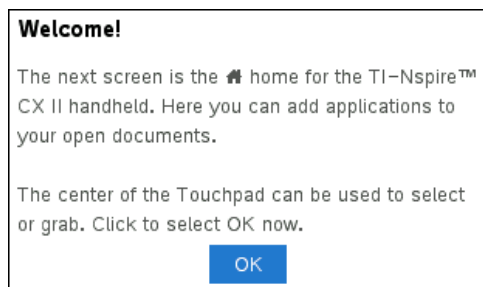 Welcome!
The next screen is the home for the TI-Nspire™
CX II handheld. Here you can add applications to
your open documents.
The center of the Touchpad can be used to select
or grab. Click to select OK now.
OK